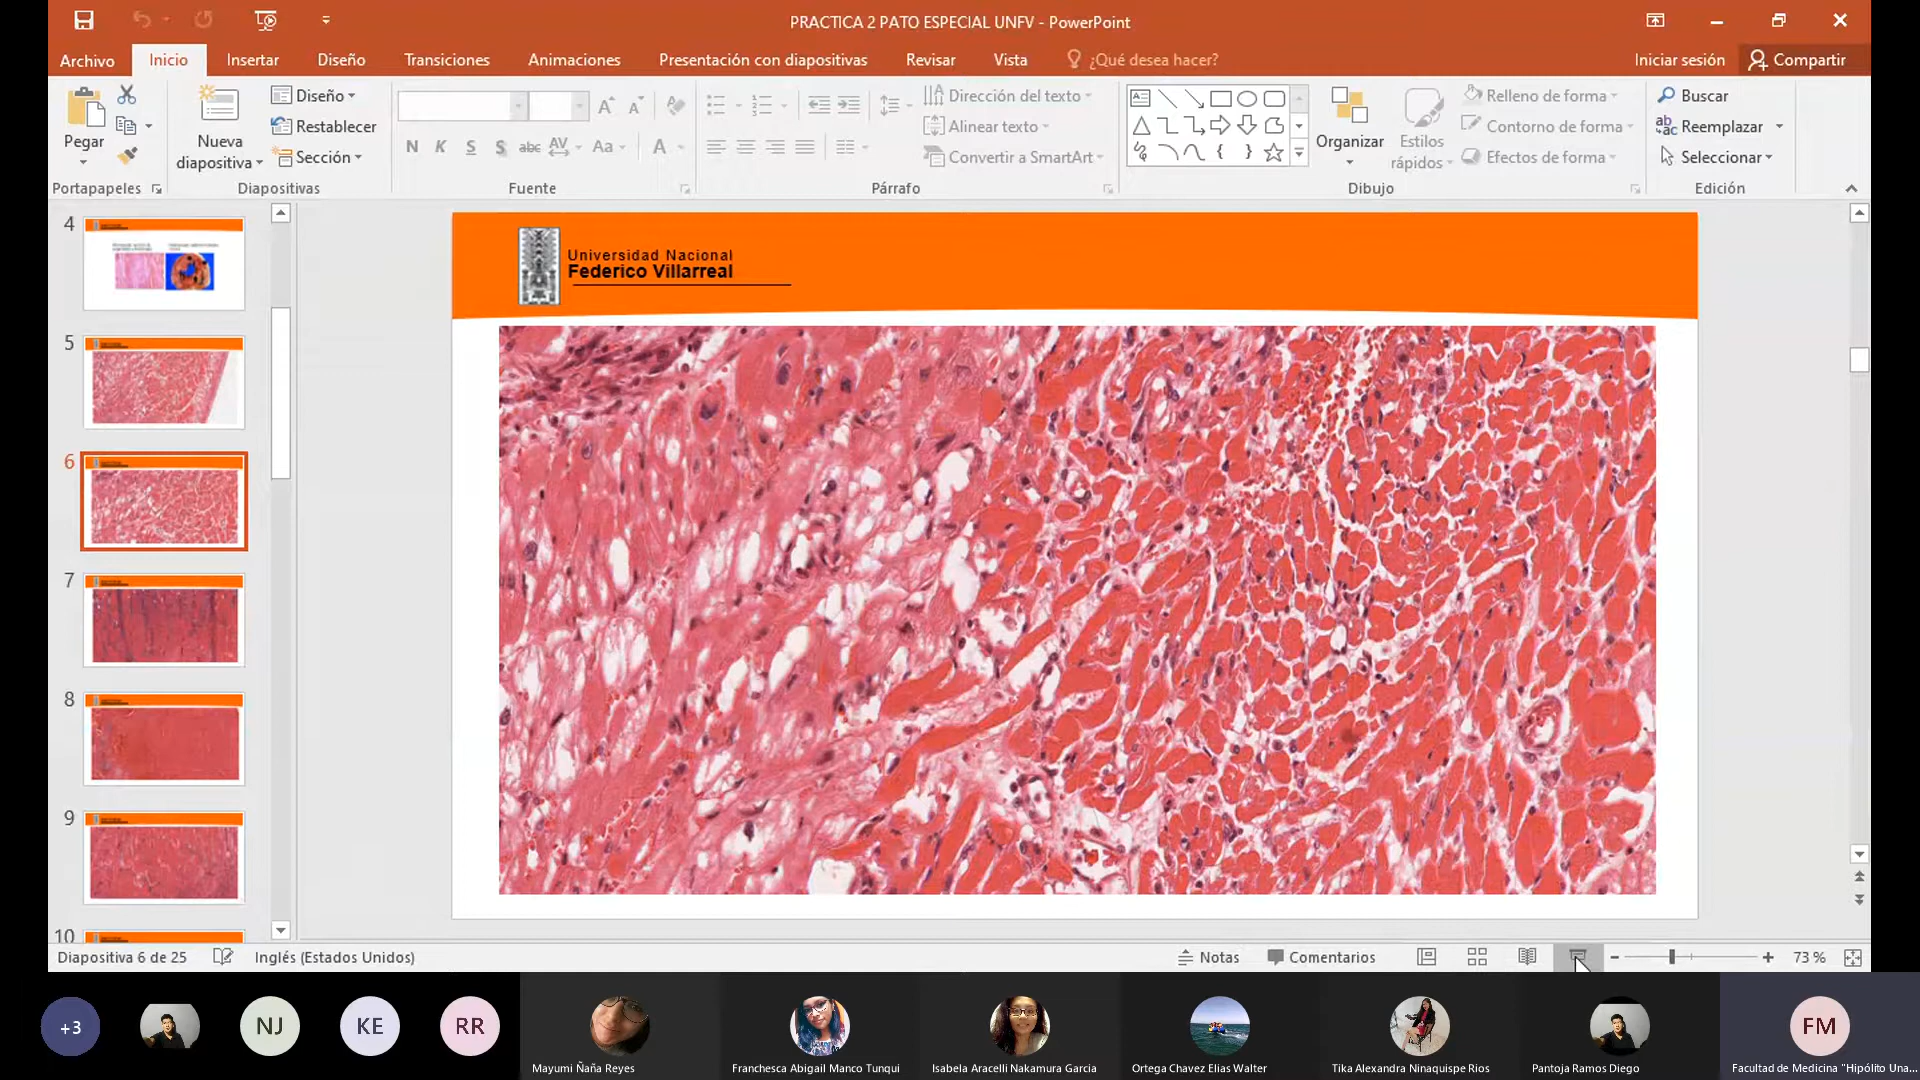 PRACTICA 2 PATO ESPECIAL UNFV - PowerPoint
Archivo
Inicio
Insertar
Diseño
Transiciones
Animaciones
Presentación con diapositivas
Revisar
Vista
¿Qué desea hacer?
Iniciar sesión
Compartir
Pegar
Portapapeles
Nueva
diapositiva
Diseño
Restablecer
Sección
Diapositivas
N K S S abc AV Aa A
Fuente
Dirección del texto
Alinear texto
Convertir a SmartArt
Párrafo
Organizar
Estilos
rápidos
Relleno de forma
Contorno de forma
Efectos de forma
Dibujo
Buscar
Reemplazar
Seleccionar
Edición
4
5
6
7
8
9
10
Universidad Nacional
Federico Villarreal
Diapositiva 6 de 25
Inglés (Estados Unidos)
Notas
Comentarios
73 %
+3
NJ
KE
RR
Mayumi Ñaña Reyes
Franchesca Abigail Manco Tunqui
Isabela Aracelli Nakamura Garcia
Ortega Chavez Elias Walter
Tika Alexandra Ninaquispe Rios
Pantoja Ramos Diego
FM
Facultad de Medicina "Hipólito Una...